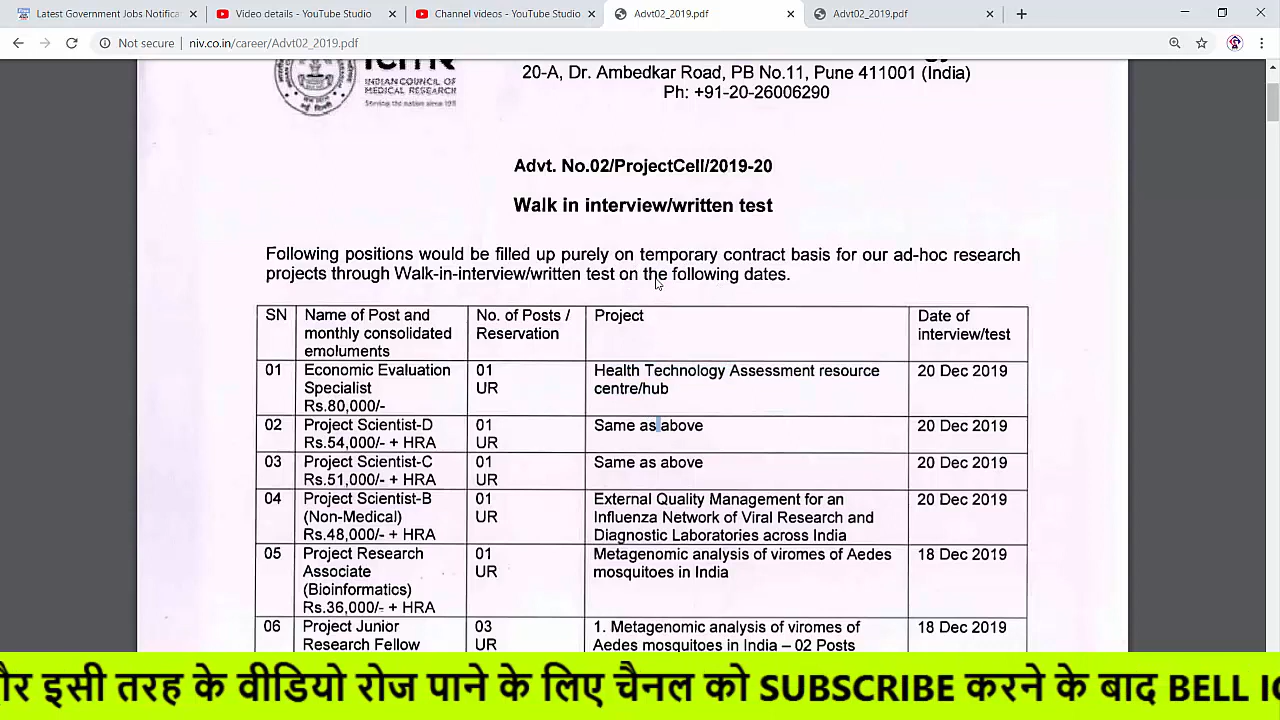 Latest Government Jobs Notifica
Video details - YouTube Studio
Channel videos - YouTube Studio
Advt02_2019.pdf
Advt02_2019.pdf
Not secure | niv.co.in/career/Advt02_2019.pdf
INDIAN COUNCIL OF
MEDICAL RESEARCH
20-A, Dr. Ambedkar Road, PB No.11, Pune 411001 (India)
Ph: +91-20-26006290
Advt. No.02/ProjectCell/2019-20
Walk in interview/written test
Following positions would be filled up purely on temporary contract basis for our ad-hoc research
projects through Walk-in-interview/written test on the following dates.
SN Name of Post and monthly consolidated emoluments No. of Posts / Reservation Project Date of interview/test
01 Economic Evaluation Specialist Rs.80,000/- 01 UR Health Technology Assessment resource centre/hub 20 Dec 2019
02 Project Scientist-D Rs.54,000/- + HRA 01 UR Same as above 20 Dec 2019
03 Project Scientist-C Rs.51,000/- + HRA 01 UR Same as above 20 Dec 2019
04 Project Scientist-B (Non-Medical) Rs.48,000/- + HRA 01 UR External Quality Management for an Influenza Network of Viral Research and Diagnostic Laboratories across India 20 Dec 2019
05 Project Research Associate (Bioinformatics) Rs.36,000/- + HRA 01 UR Metagenomic analysis of viromes of Aedes mosquitoes in India 18 Dec 2019
06 Project Junior Research Fellow 03 UR 1. Metagenomic analysis of viromes of Aedes mosquitoes in India – 02 Posts 18 Dec 2019
इसी तरह के वीडियो रोज पाने के लिए चैनल को SUBSCRIBE करने के बाद BELL